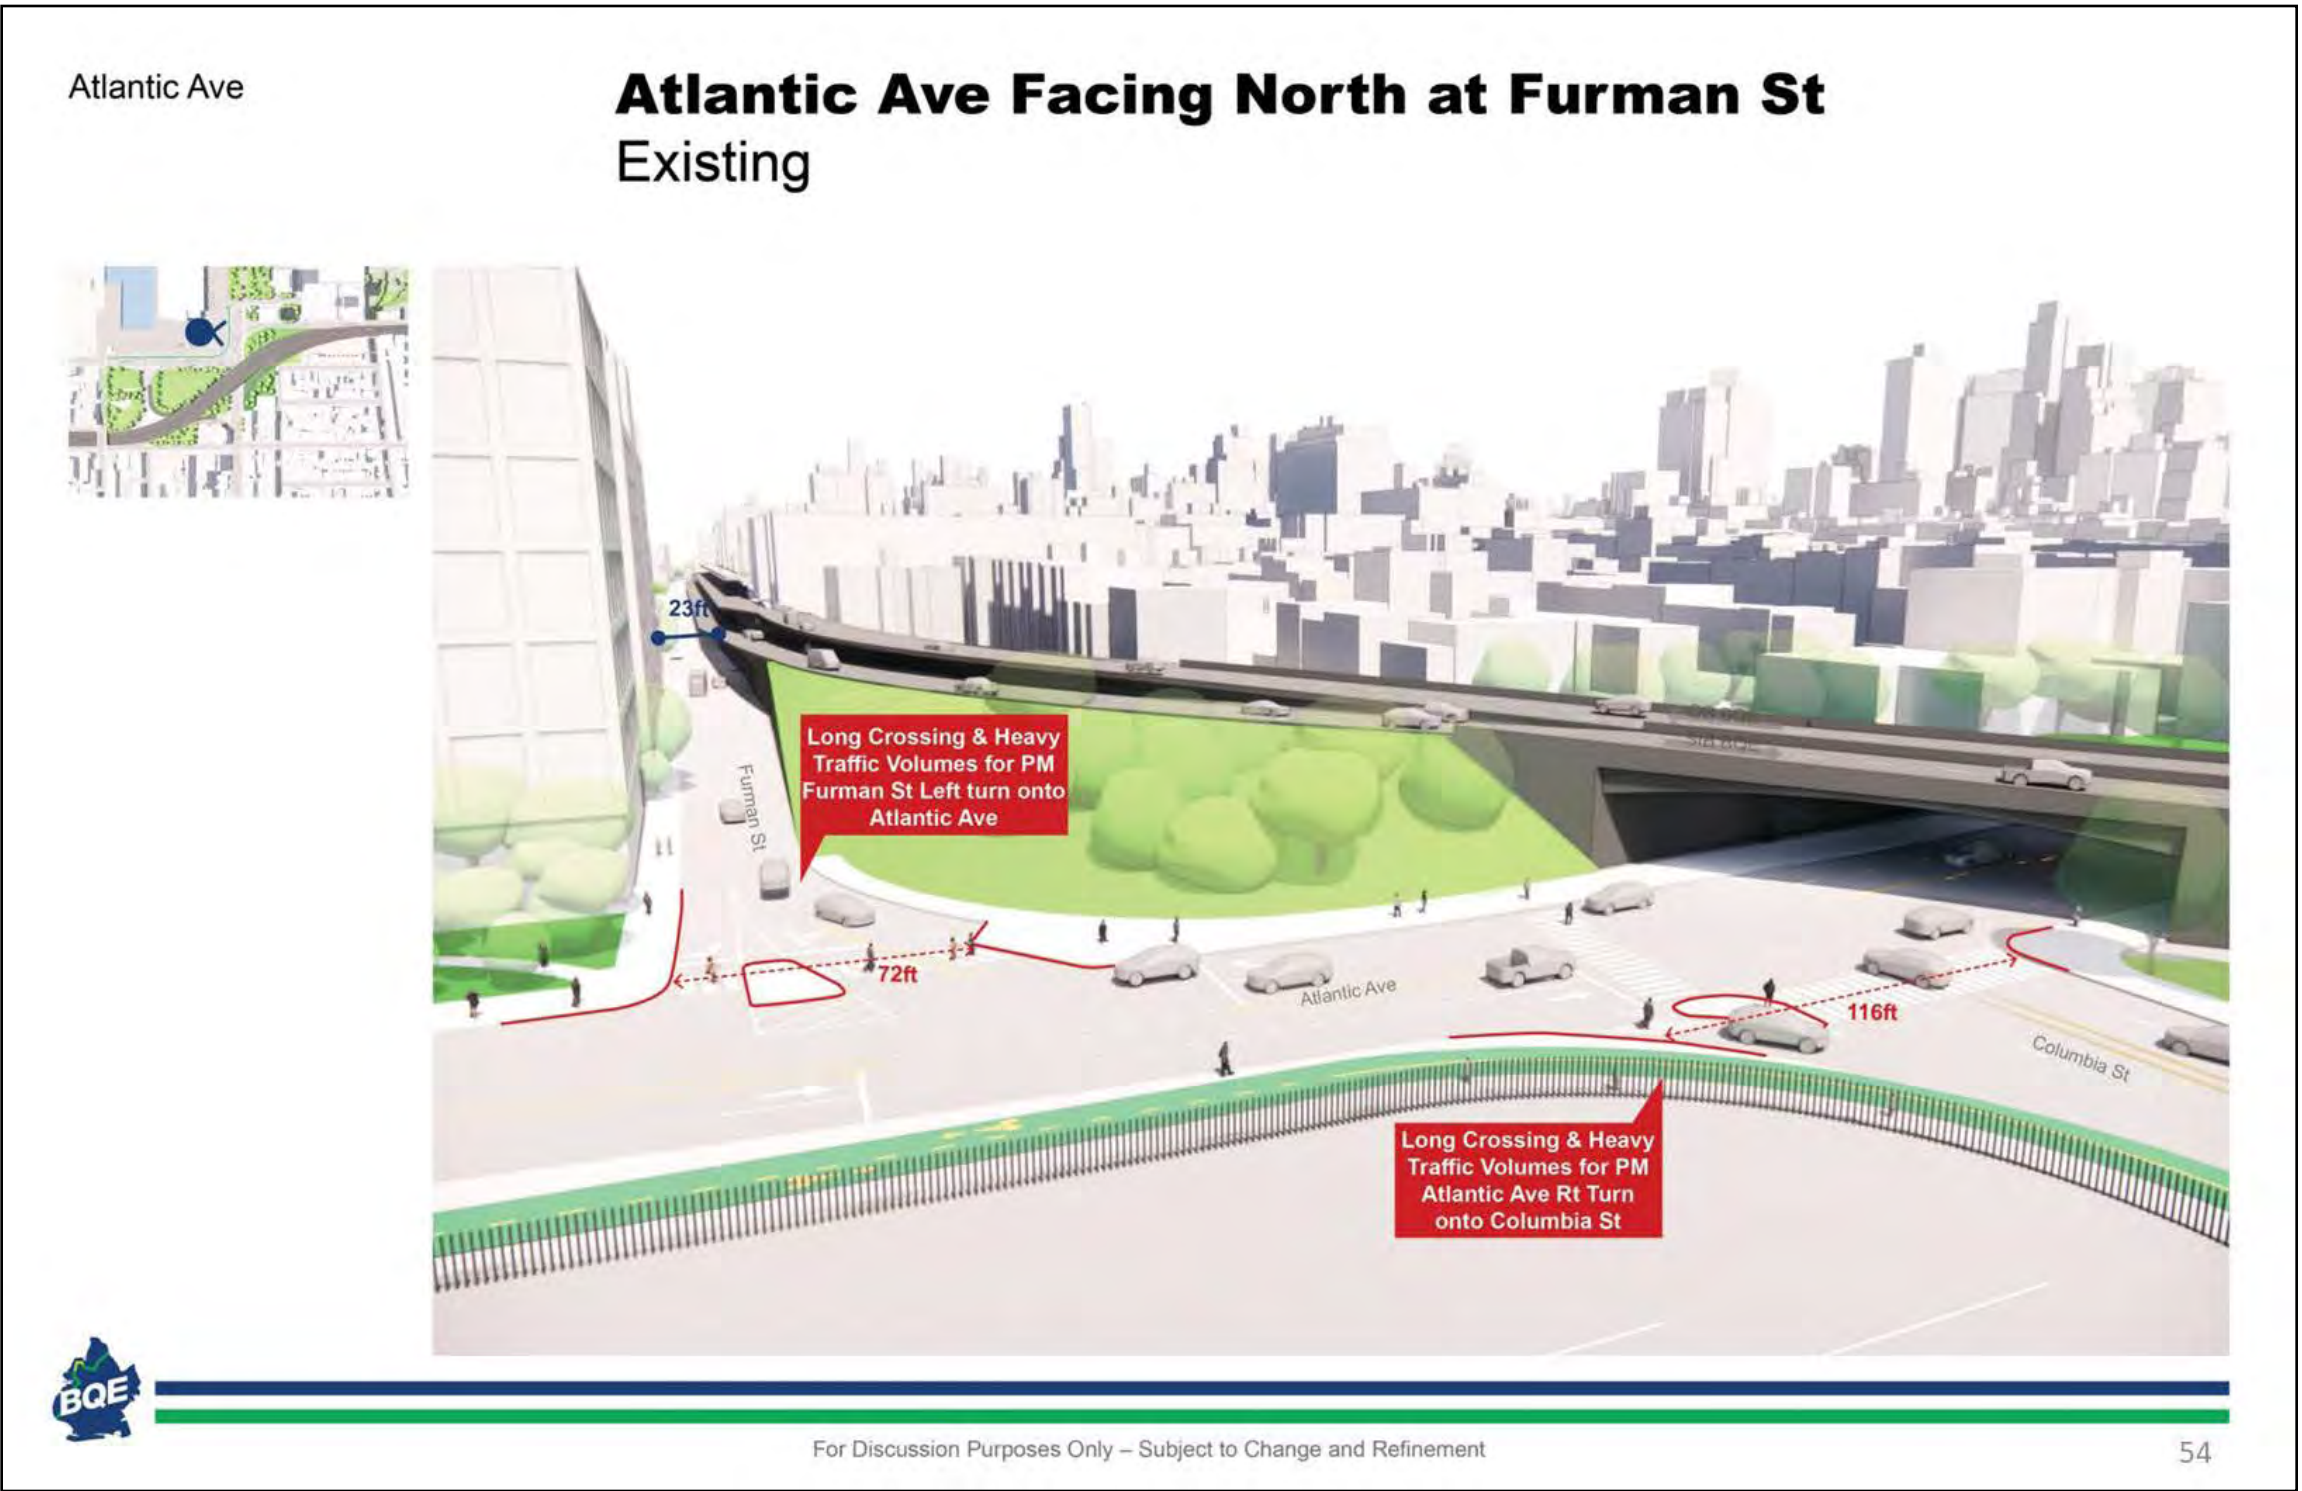 Atlantic Ave
Atlantic Ave Facing North at Furman St
Existing
23ft
Long Crossing & Heavy
Traffic Volumes for PM
Furman St Left turn onto
Atlantic Ave
Furman St
72ft
Atlantic Ave
116ft
Columbia St
Long Crossing & Heavy
Traffic Volumes for PM
Atlantic Ave Rt Turn
onto Columbia St
BQE
For Discussion Purposes Only – Subject to Change and Refinement
54